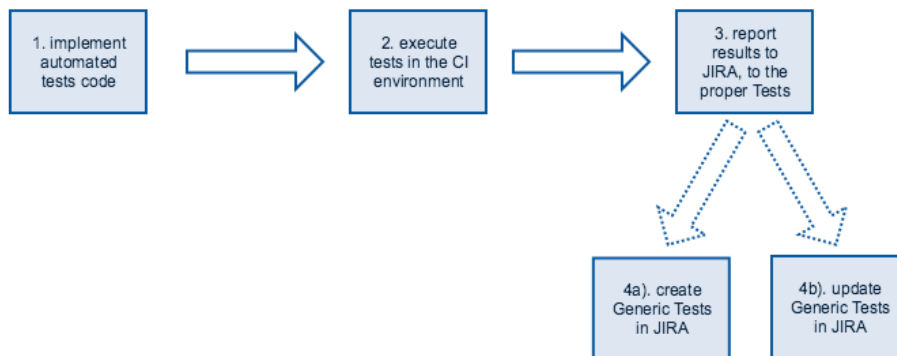 1. implement
automated
tests code
2. execute
tests in the CI
environment
3. report
results to
JIRA, to the
proper Tests
4a). create
Generic Tests
in JIRA
4b). update
Generic Tests
in JIRA